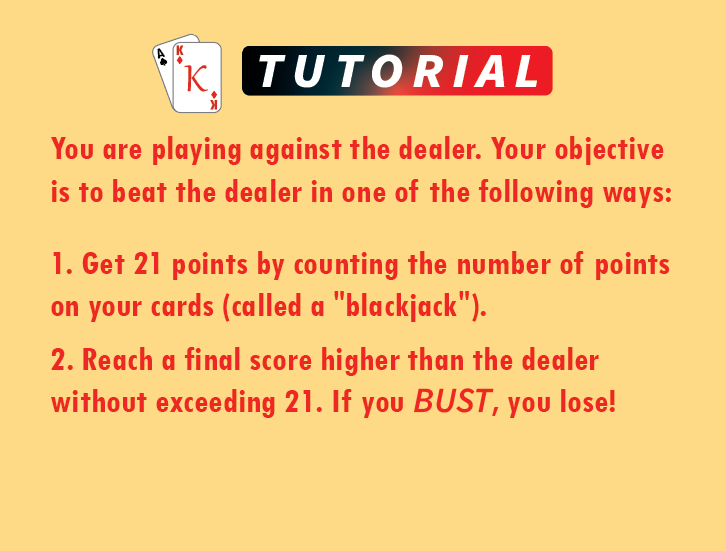 A K
K
K
TUTORIAL
You are playing against the dealer. Your objective
is to beat the dealer in one of the following ways:
1. Get 21 points by counting the number of points
on your cards (called a "blackjack").
2. Reach a final score higher than the dealer
without exceeding 21. If you BUST, you lose!